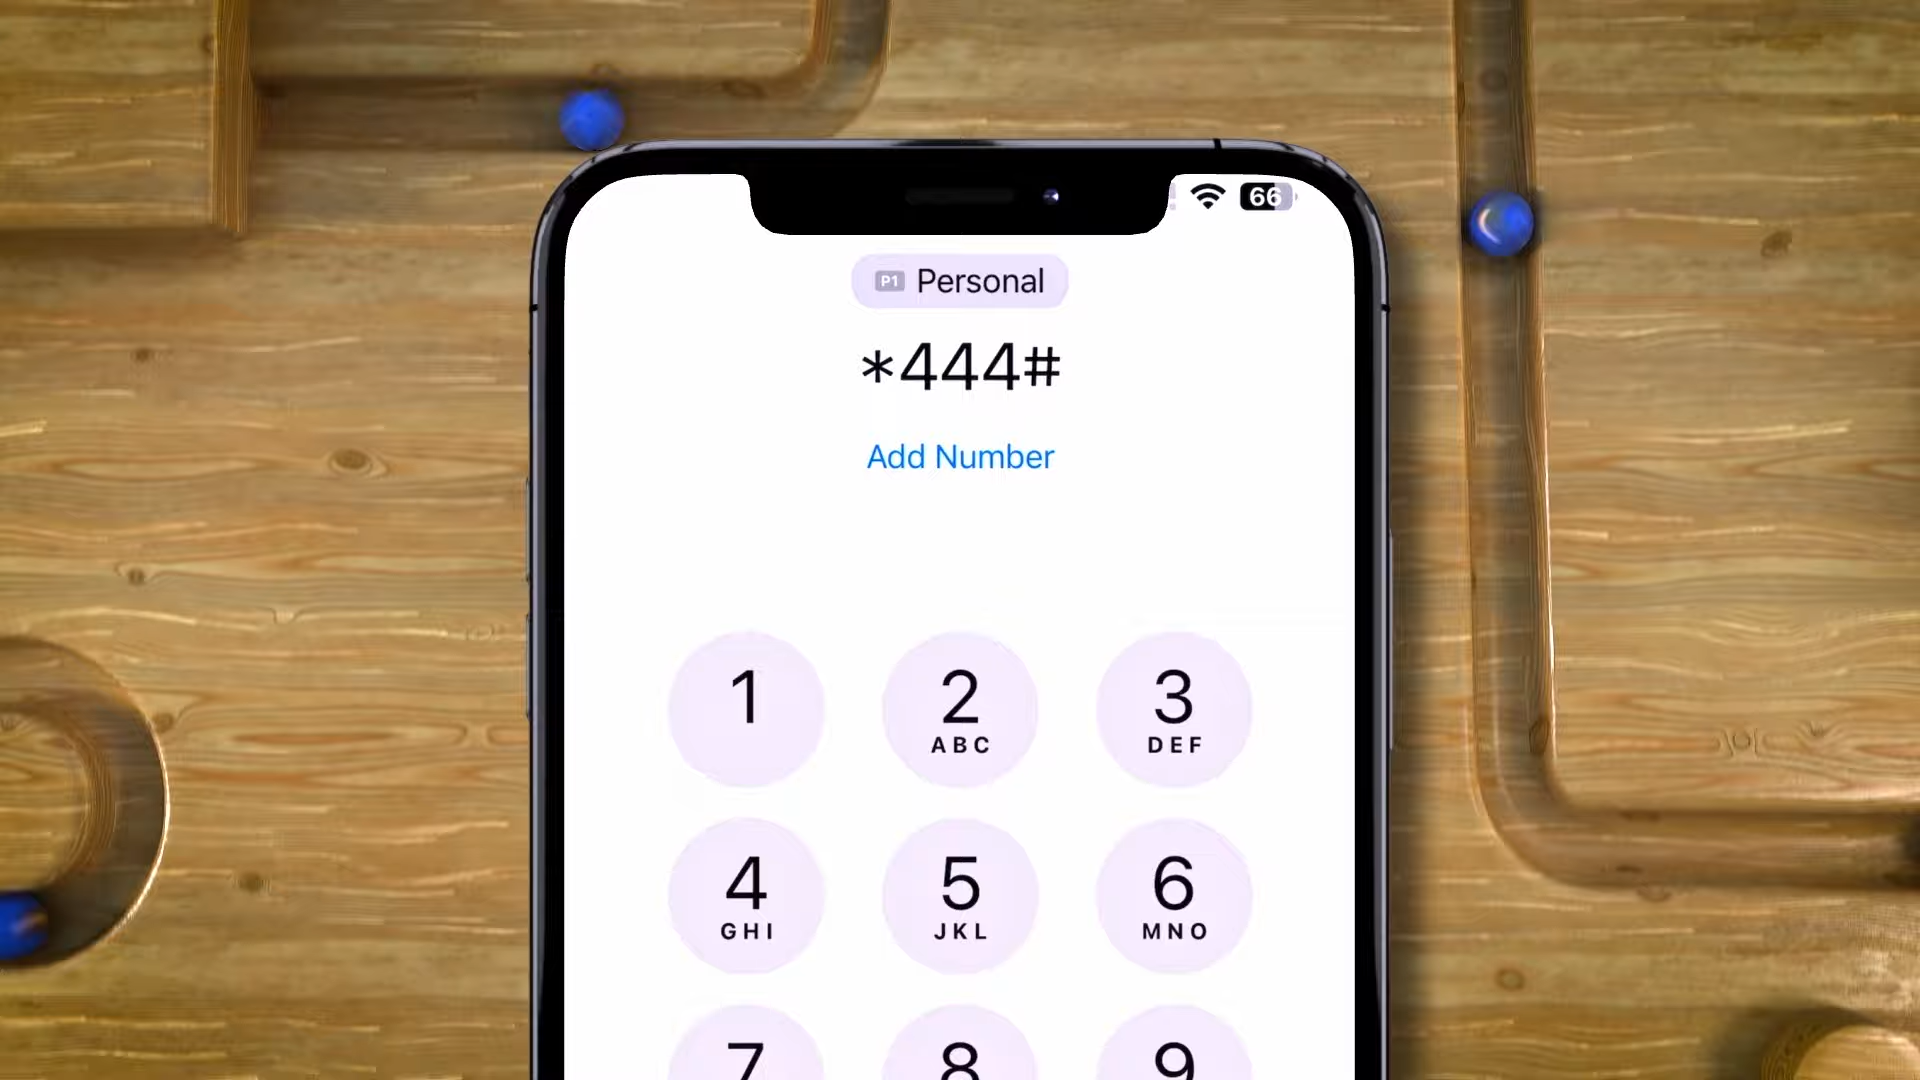 66
P1 Personal
*444#
Add Number
1 2 3
ABC DEF
4 5 6
GHI JKL MNO
7 8 9